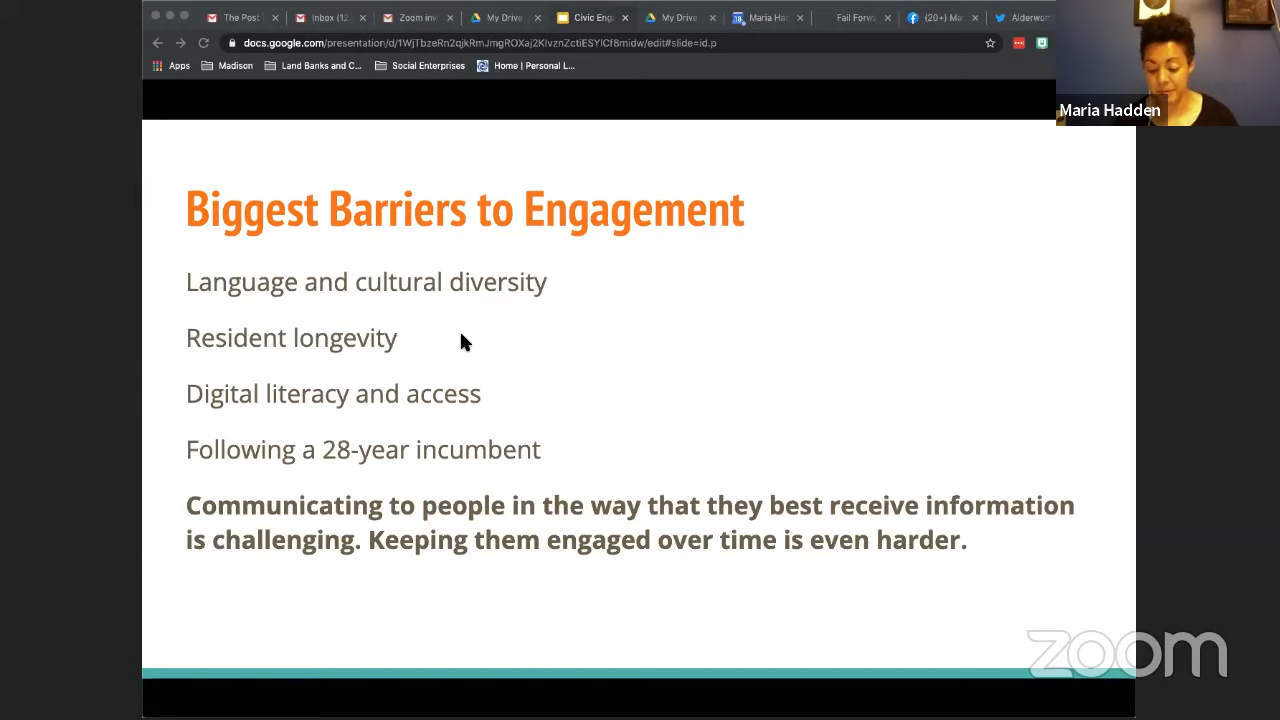 The Post
Inbox (12,
Zoom inv
My Drive
Civic Eng
My Drive
Maria Ha
18
Fail Forw
(20+) Ma
Alderwom
docs.google.com/presentation/d/1WjTbzeRn2qjkRmJmgROXaj2KlvznZctiESYlCf8midw/edit#slide=id.p
Apps
Madison
Land Banks and C...
Social Enterprises
Home | Personal L...
Maria Hadden
Biggest Barriers to Engagement
Language and cultural diversity
Resident longevity
Digital literacy and access
Following a 28-year incumbent
Communicating to people in the way that they best receive information
is challenging. Keeping them engaged over time is even harder.
zoom